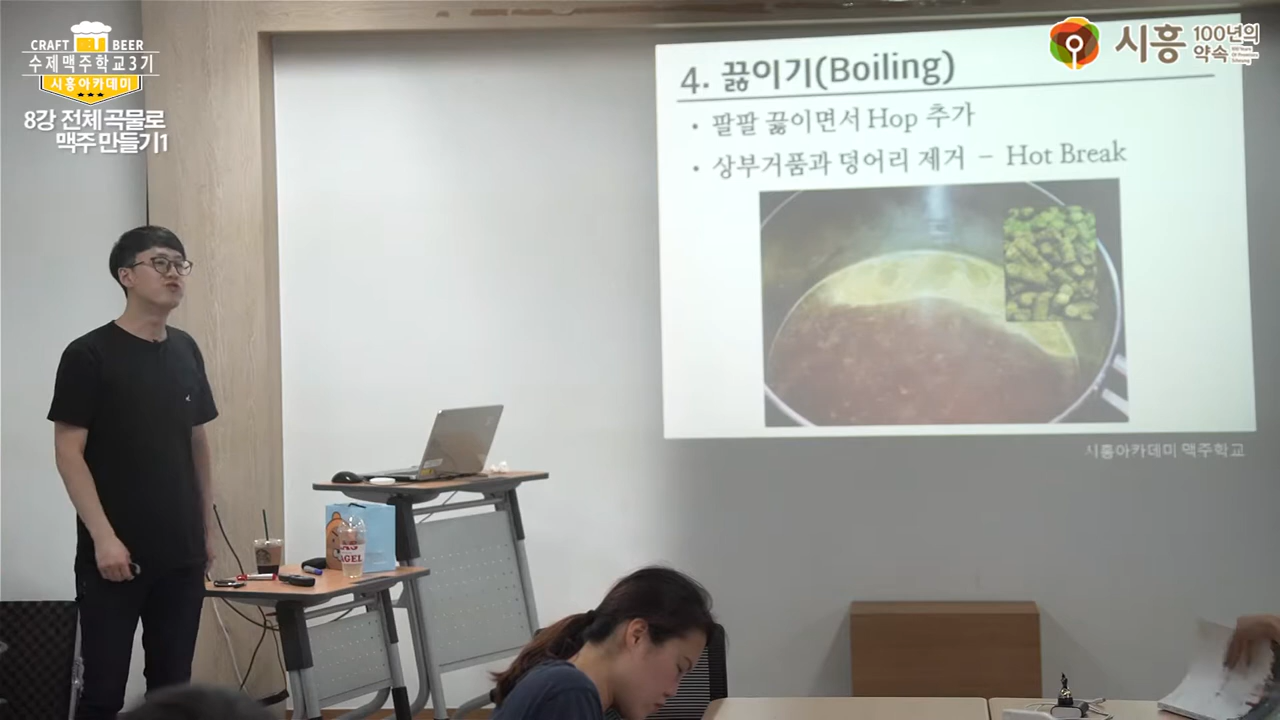 CRAFT BEER
수제맥주학교3기
시흥아카데미
8강 전체곡물로
맥주만들기1
시흥 100년의
약속
4. 끓이기(Boiling)
• 팔팔 끓이면서 Hop 추가
• 상부거품과 덩어리 제거 – Hot Break
시흥아카데미 맥주학교